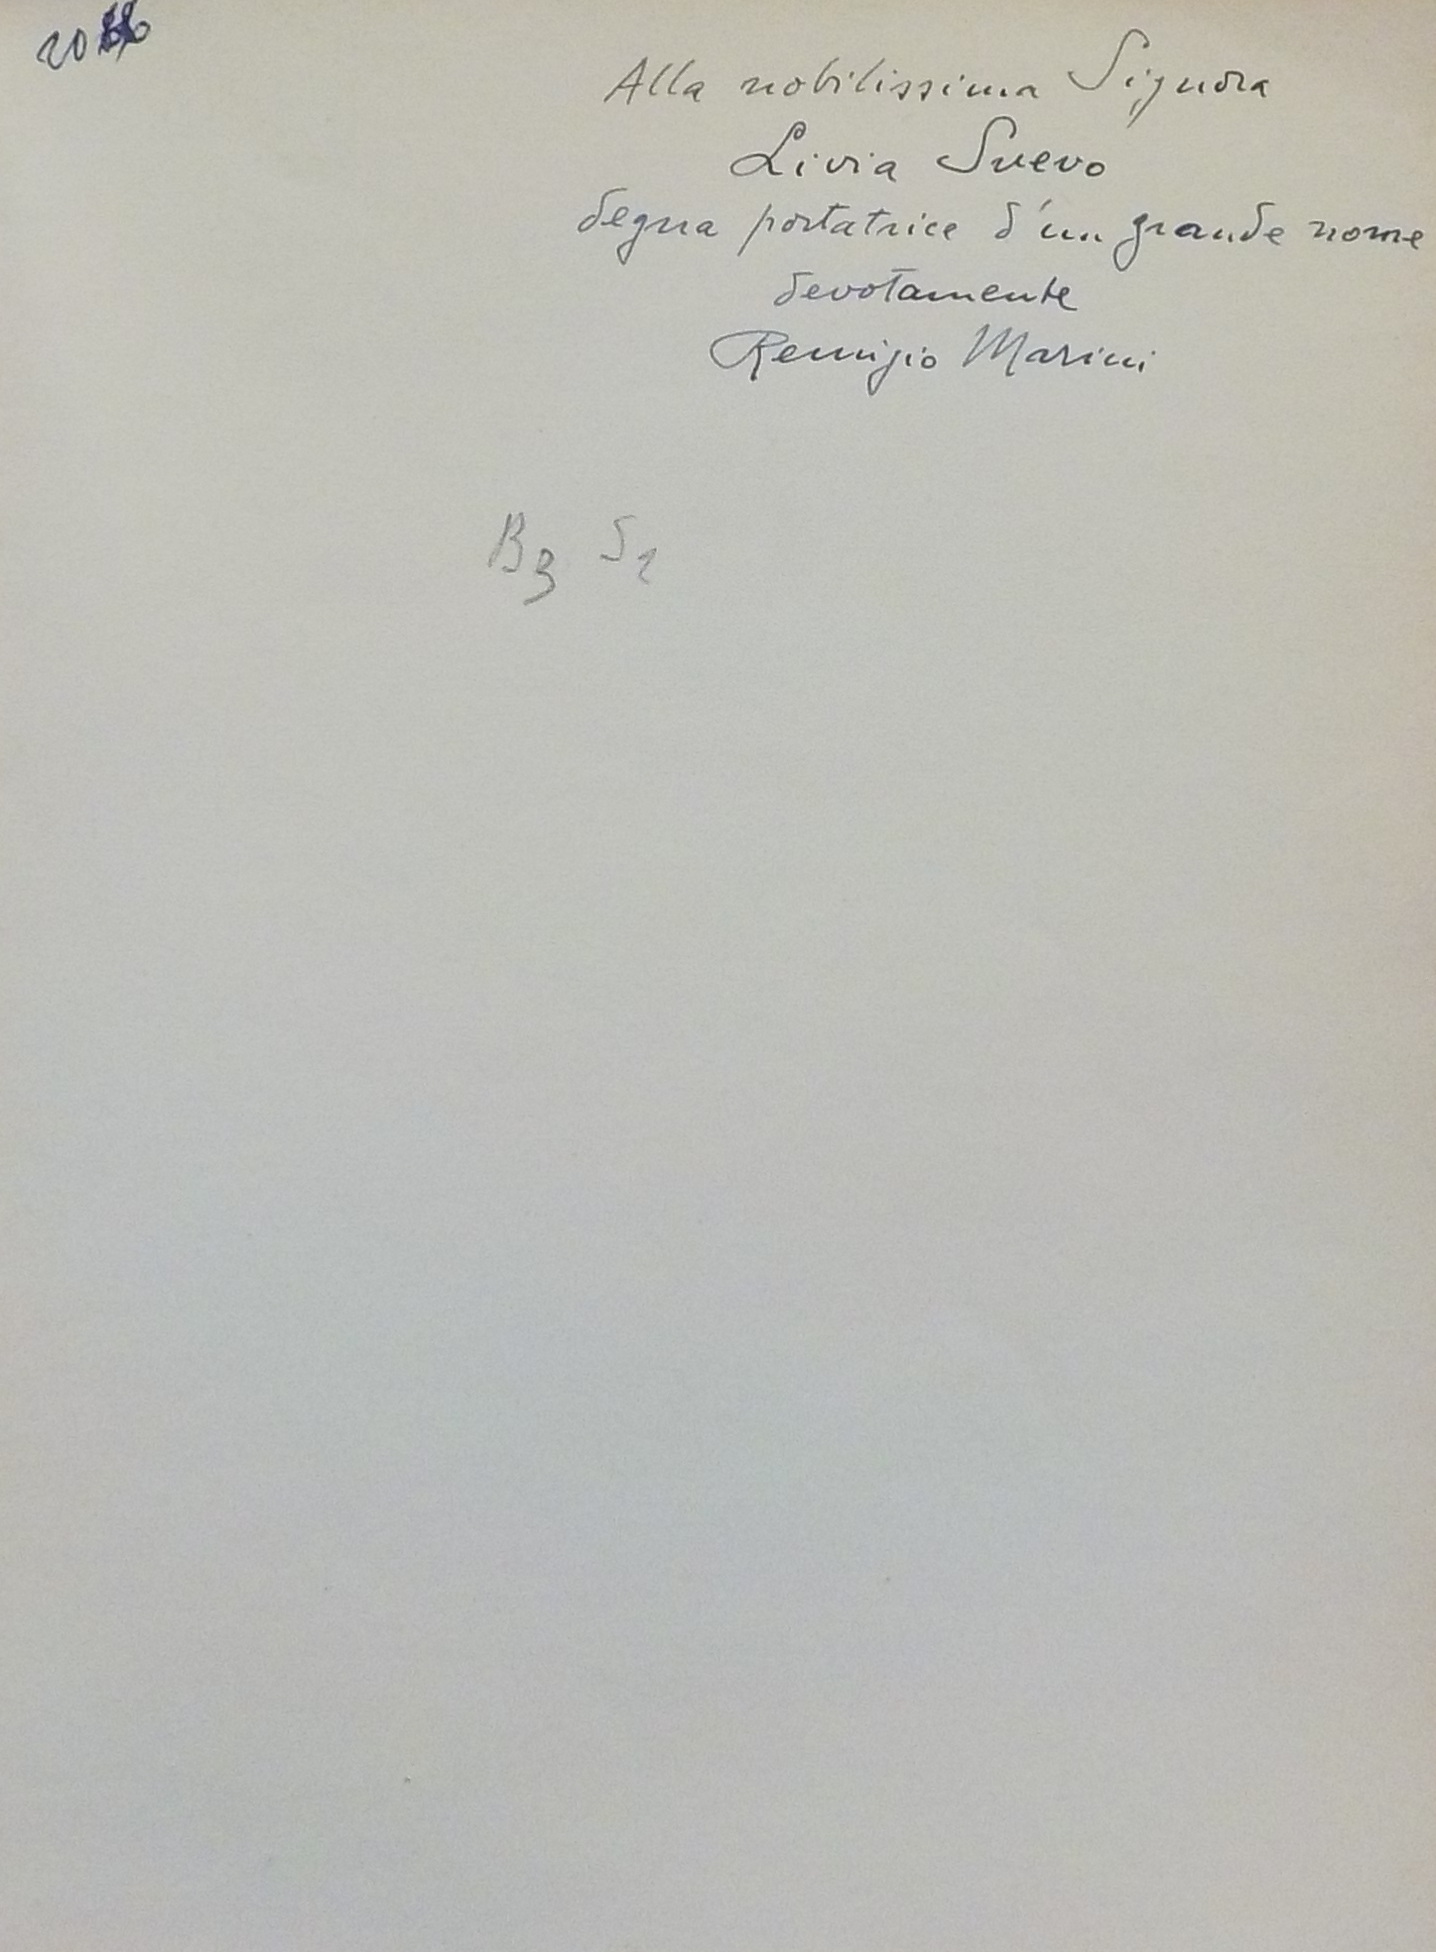 Alla nobilissima Signora
Livia Svevo
degna portatrice d'un grande nome
devotamente
Remigio Marini
B3 S2